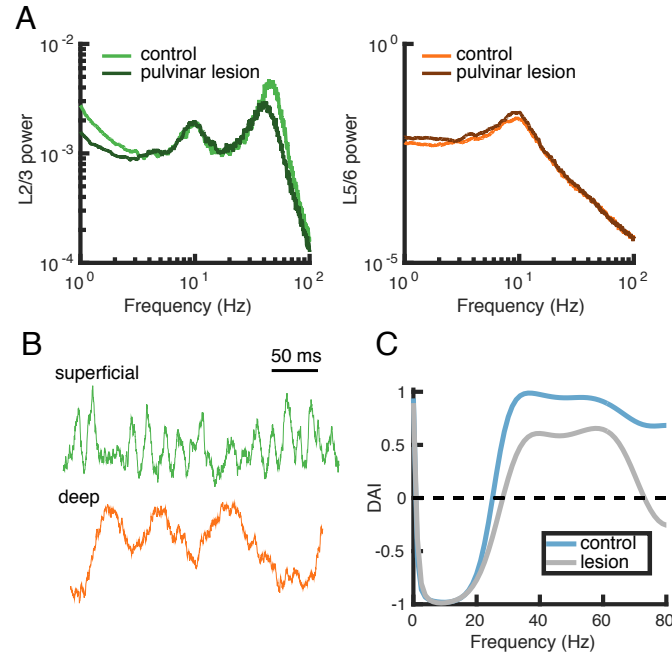 A
control
pulvinar lesion
L2/3 power
10^-2
10^-3
10^-4
10^0
10^1
10^2
Frequency (Hz)
control
pulvinar lesion
L5/6 power
10^0
10^-5
10^0
10^1
10^2
Frequency (Hz)
B
50 ms
superficial
deep
C
DAI
1
0.5
0
-0.5
-1
control
lesion
0 20 40 60 80
Frequency (Hz)